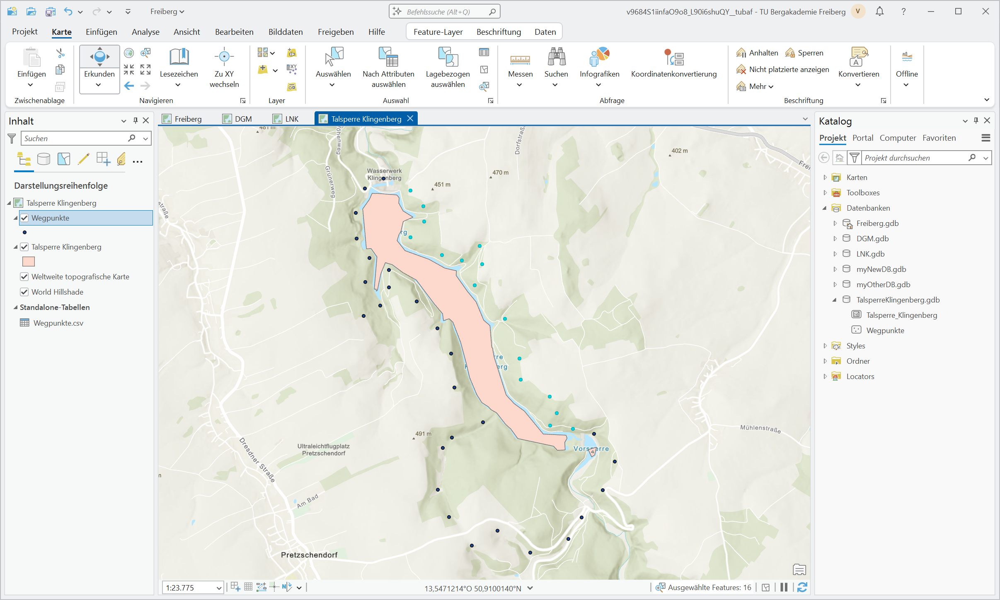 Freiberg
Befehlssuche (Alt+Q)
v9684S1iinfaO9o8_L90i6shuQY__tubaf - TU Bergakademie Freiberg
V
Projekt
Karte
Einfügen
Analyse
Ansicht
Bearbeiten
Bilddaten
Freigeben
Hilfe
Feature-Layer
Beschriftung
Daten
Einfügen
Zwischenablage
Erkunden
Lesezeichen
Zu XY
wechseln
Navigieren
Layer
Auswählen
Nach Attributen
auswählen
Lagebezogen
auswählen
Auswahl
Messen
Suchen
Infografiken
Koordinatenkonvertierung
Abfrage
Anhalten
Sperren
Nicht platzierte anzeigen
Mehr
Konvertieren
Beschriftung
Offline
Inhalt
Suchen
Darstellungsreihenfolge
Talsperre Klingenberg
Wegpunkte
Talsperre Klingenberg
Weltweite topografische Karte
World Hillshade
Standalone-Tabellen
Wegpunkte.csv
Freiberg
DGM
LNK
Talsperre Klingenberg
481 m
öhenweg
Dorfstraß
402 m
Frei
Grünerweg
Wasserwerk
Klingenberg
470 m
451 m
straße
rg
rre
erg
491 m
Mühlenstraße
Ultraleichtflugplatz
Pretzschendorf
Vorsperre
Dresdner Straße
m
Am Bad
Pretzschendorf
1:23.775
13,5471214°O 50,9100140°N
Ausgewählte Features: 16
Katalog
Projekt
Portal
Computer
Favoriten
Projekt durchsuchen
Karten
Toolboxes
Datenbanken
Freiberg.gdb
DGM.gdb
LNK.gdb
myNewDB.gdb
myOtherDB.gdb
TalsperreKlingenberg.gdb
Talsperre_Klingenberg
Wegpunkte
Styles
Ordner
Locators